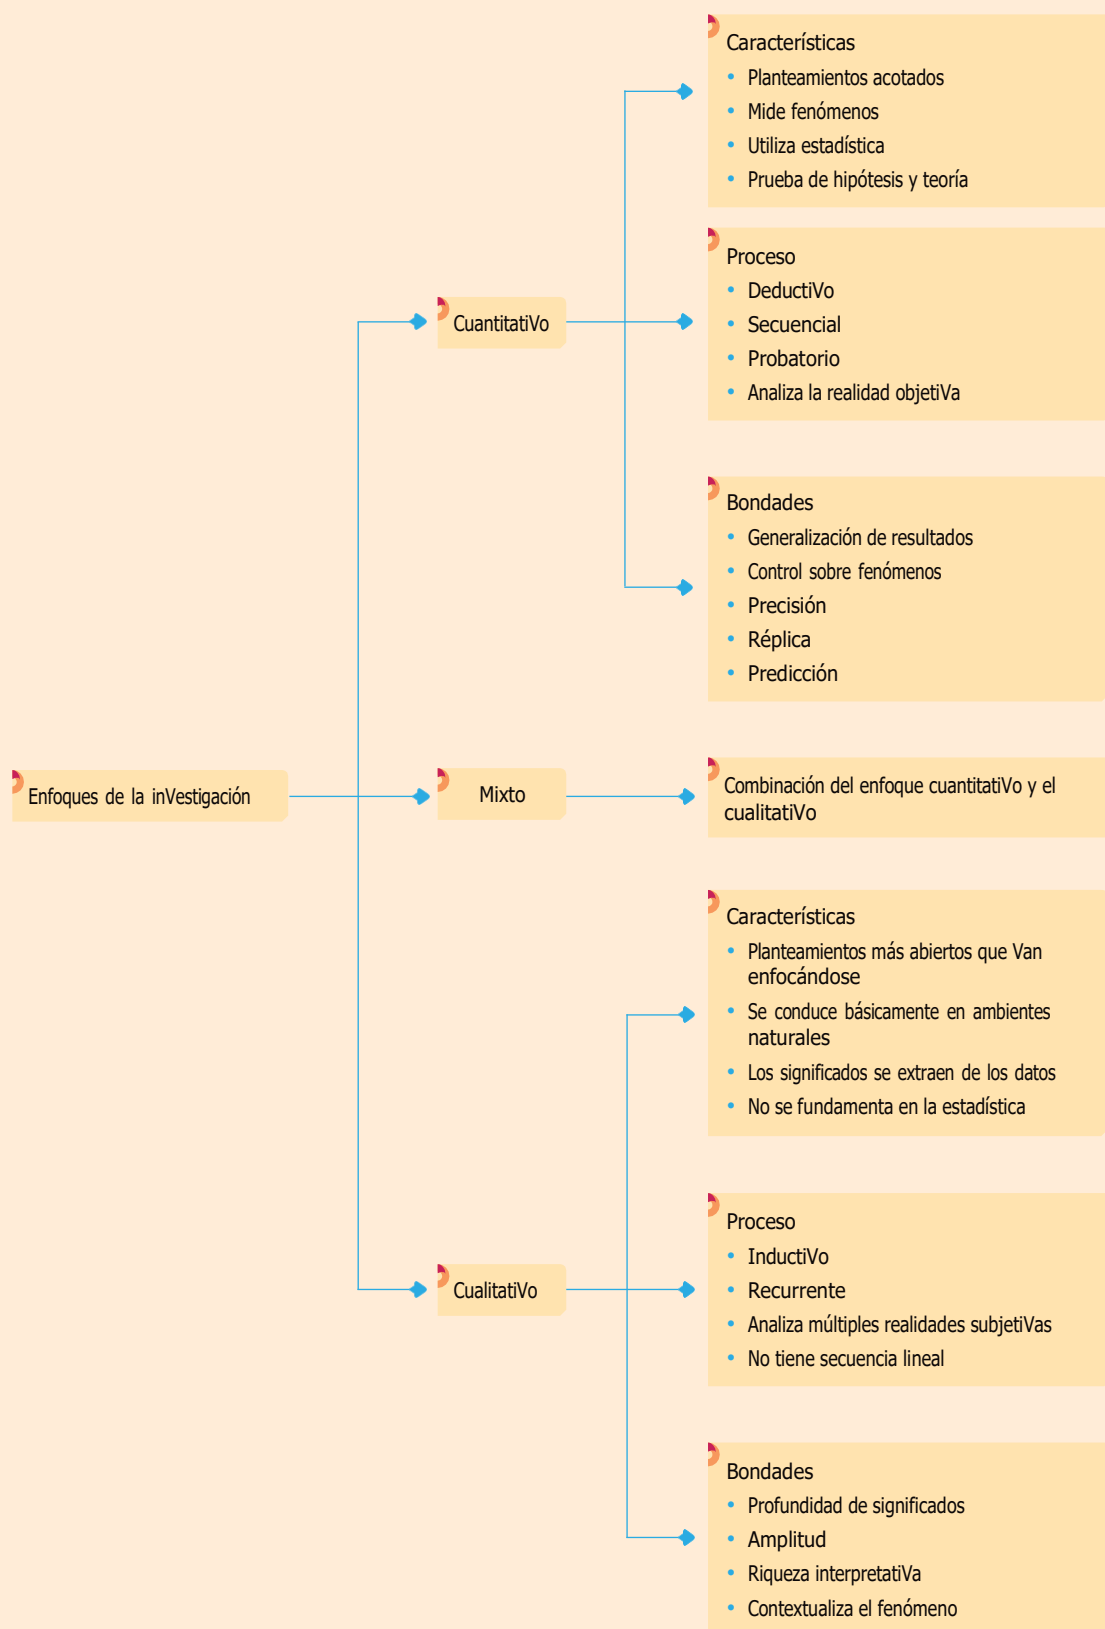 Enfoques de la inVestigación
CuantitatiVo
Características
• Planteamientos acotados
• Mide fenómenos
• Utiliza estadística
• Prueba de hipótesis y teoría
Proceso
• DeductiVo
• Secuencial
• Probatorio
• Analiza la realidad objetiVa
Bondades
• Generalización de resultados
• Control sobre fenómenos
• Precisión
• Réplica
• Predicción
Mixto
Combinación del enfoque cuantitatiVo y el
cualitatiVo
CualitatiVo
Características
• Planteamientos más abiertos que Van
enfocándose
• Se conduce básicamente en ambientes
naturales
• Los significados se extraen de los datos
• No se fundamenta en la estadística
Proceso
• InductiVo
• Recurrente
• Analiza múltiples realidades subjetiVas
• No tiene secuencia lineal
Bondades
• Profundidad de significados
• Amplitud
• Riqueza interpretatiVa
• Contextualiza el fenómeno